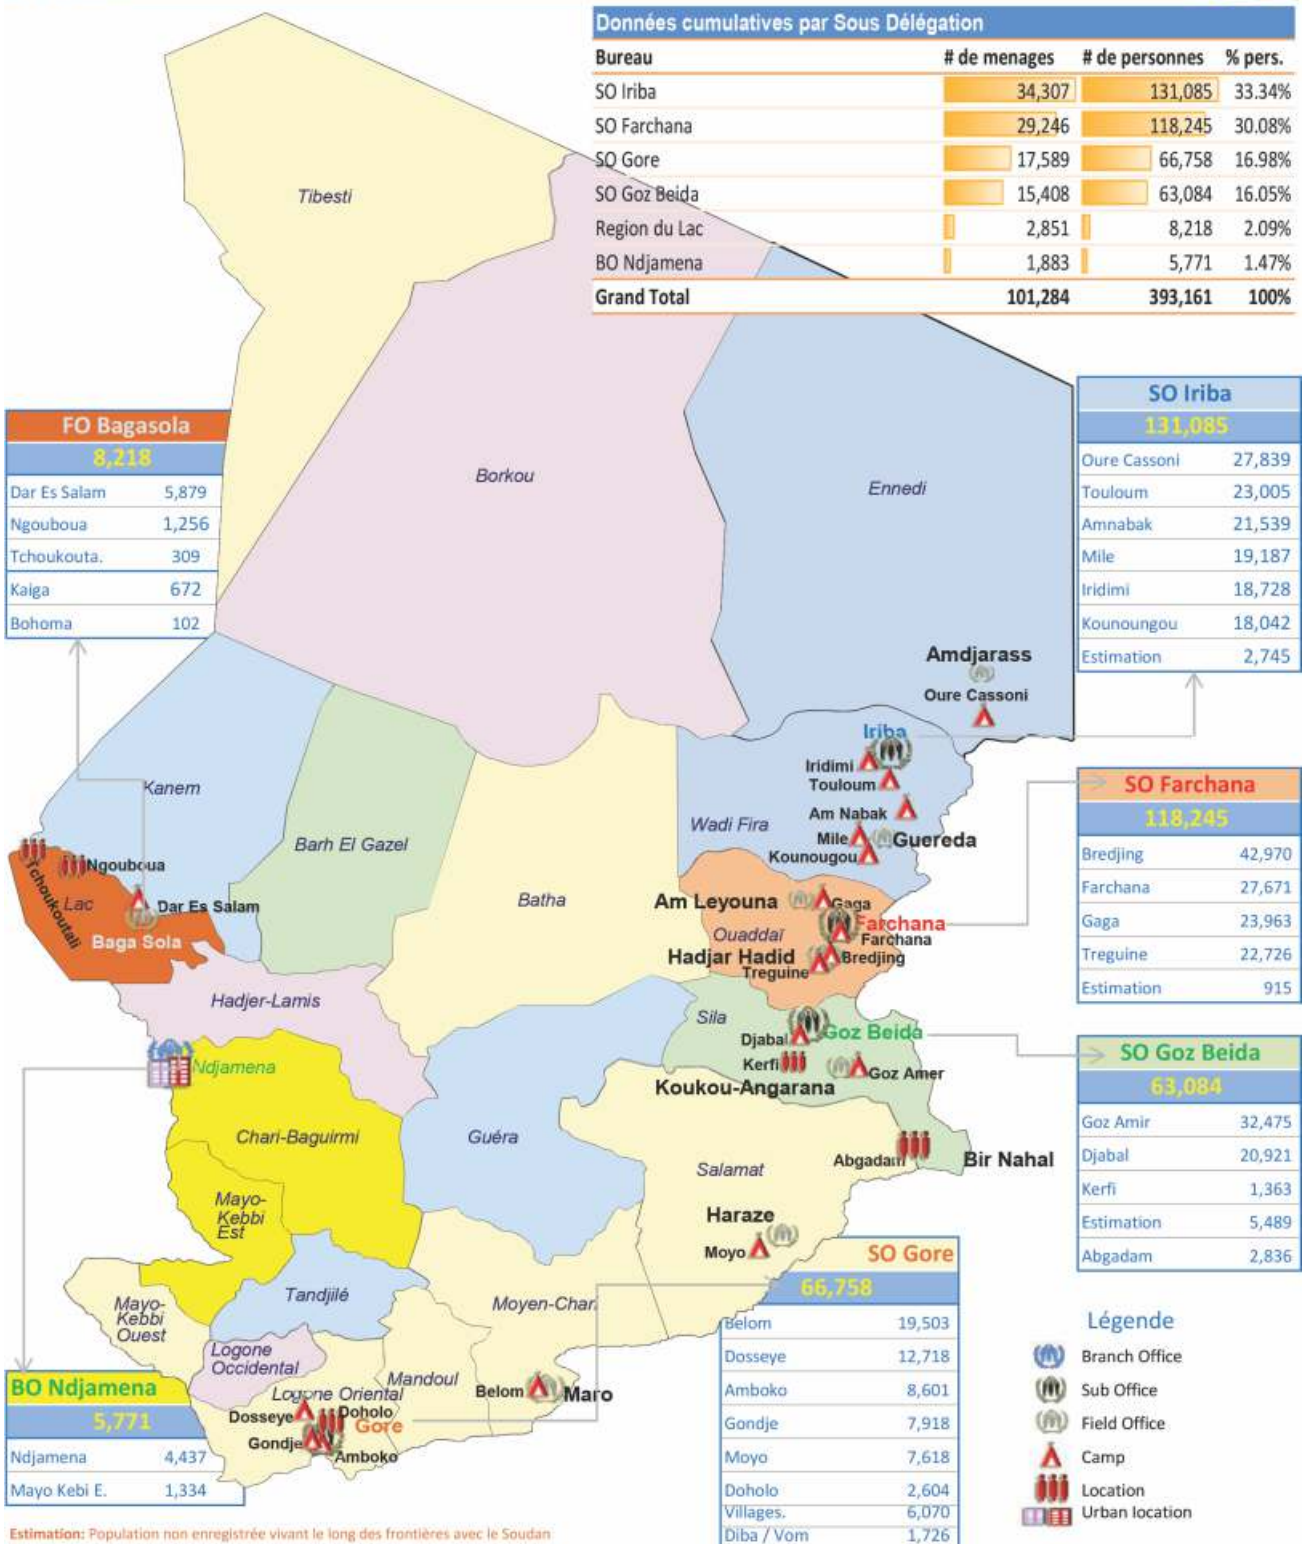 Données cumulatives par Sous Délégation
Bureau # de menages # de personnes % pers.
SO Iriba 34,307 131,085 33.34%
SO Farchana 29,246 118,245 30.08%
SO Gore 17,589 66,758 16.98%
SO Goz Beida 15,408 63,084 16.05%
Region du Lac 2,851 8,218 2.09%
BO Ndjamena 1,883 5,771 1.47%
Grand Total 101,284 393,161 100%
Tibesti
Borkou
Ennedi
FO Bagasola
8,218
Dar Es Salam 5,879
Ngouboua 1,256
Tchoukouta. 309
Kaiga 672
Bohoma 102
SO Iriba
131,085
Oure Cassoni 27,839
Touloum 23,005
Amnabak 21,539
Mile 19,187
Iridimi 18,728
Kounoungou 18,042
Estimation 2,745
Amdjarass
Oure Cassoni
Iriba
Iridimi
Touloum
Am Nabak
Wadi Fira
Mile
Guereda
Kounougou
Kanem
Barh El Gazel
Batha
Ngouboua
Tchoukoutali
Lac
Dar Es Salam
Baga Sola
Am Leyouna
Gaga
Ouaddaï
Farchana
Farchana
Hadjar Hadid
Bredjing
Treguine
SO Farchana
118,245
Bredjing 42,970
Farchana 27,671
Gaga 23,963
Treguine 22,726
Estimation 915
Hadjer-Lamis
Sila
Djabal
Goz Beida
Kerfi
Goz Amer
Koukou-Angarana
Ndjamena
Chari-Baguirmi
Guéra
Salamat
Abgadam
Bir Nahal
SO Goz Beida
63,084
Goz Amir 32,475
Djabal 20,921
Kerfi 1,363
Estimation 5,489
Abgadam 2,836
Mayo-
Kebbi
Est
Haraze
Moyo
Tandjilé
Moyen-Char
Mayo-
Kebbi
Ouest
Logone
Occidental
Mandoul
Logone Oriental
Belom
Maro
Dosseye
Doholo
Gore
Gondje
Amboko
SO Gore
66,758
Belom 19,503
Dosseye 12,718
Amboko 8,601
Gondje 7,918
Moyo 7,618
Doholo 2,604
Villages. 6,070
Diba / Vom 1,726
BO Ndjamena
5,771
Ndjamena 4,437
Mayo Kebi E. 1,334
Légende
Branch Office
Sub Office
Field Office
Camp
Location
Urban location
Estimation: Population non enregistrée vivant le long des frontières avec le Soudan